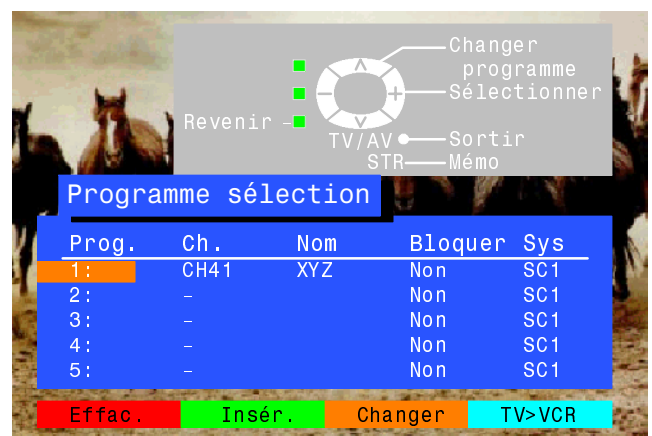 Changer
programme
Sélectionner
Revenir
TV/AV
Sortir
STR
Mémo
Programme sélection
Prog. Ch. Nom Bloquer Sys
1: CH41 XYZ Non SC1
2: – Non SC1
3: – Non SC1
4: – Non SC1
5: – Non SC1
Effac. Insér. Changer TV>VCR